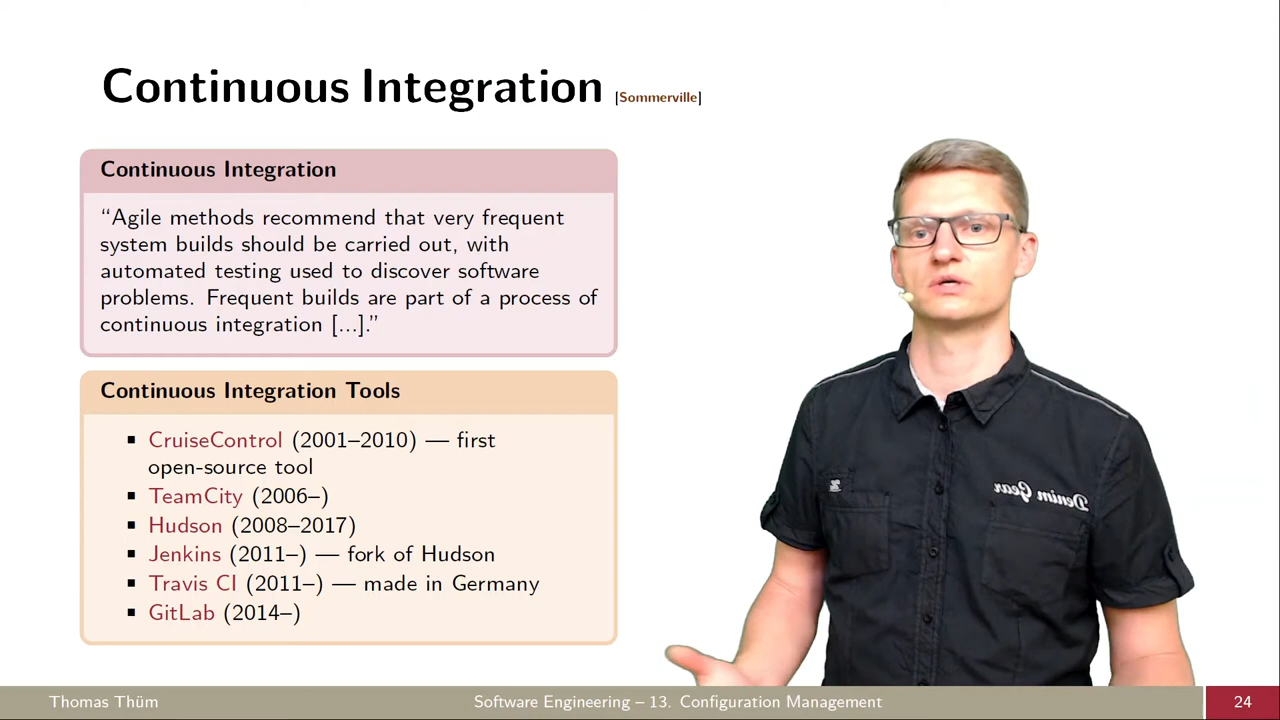 Continuous Integration [Sommerville]
Continuous Integration
“Agile methods recommend that very frequent
system builds should be carried out, with
automated testing used to discover software
problems. Frequent builds are part of a process of
continuous integration [...].”
Continuous Integration Tools
▪ CruiseControl (2001–2010) — first
open-source tool
▪ TeamCity (2006–)
▪ Hudson (2008–2017)
▪ Jenkins (2011–) — fork of Hudson
▪ Travis CI (2011–) — made in Germany
▪ GitLab (2014–)
Denim Gear
Thomas Thüm
Software Engineering – 13. Configuration Management
24